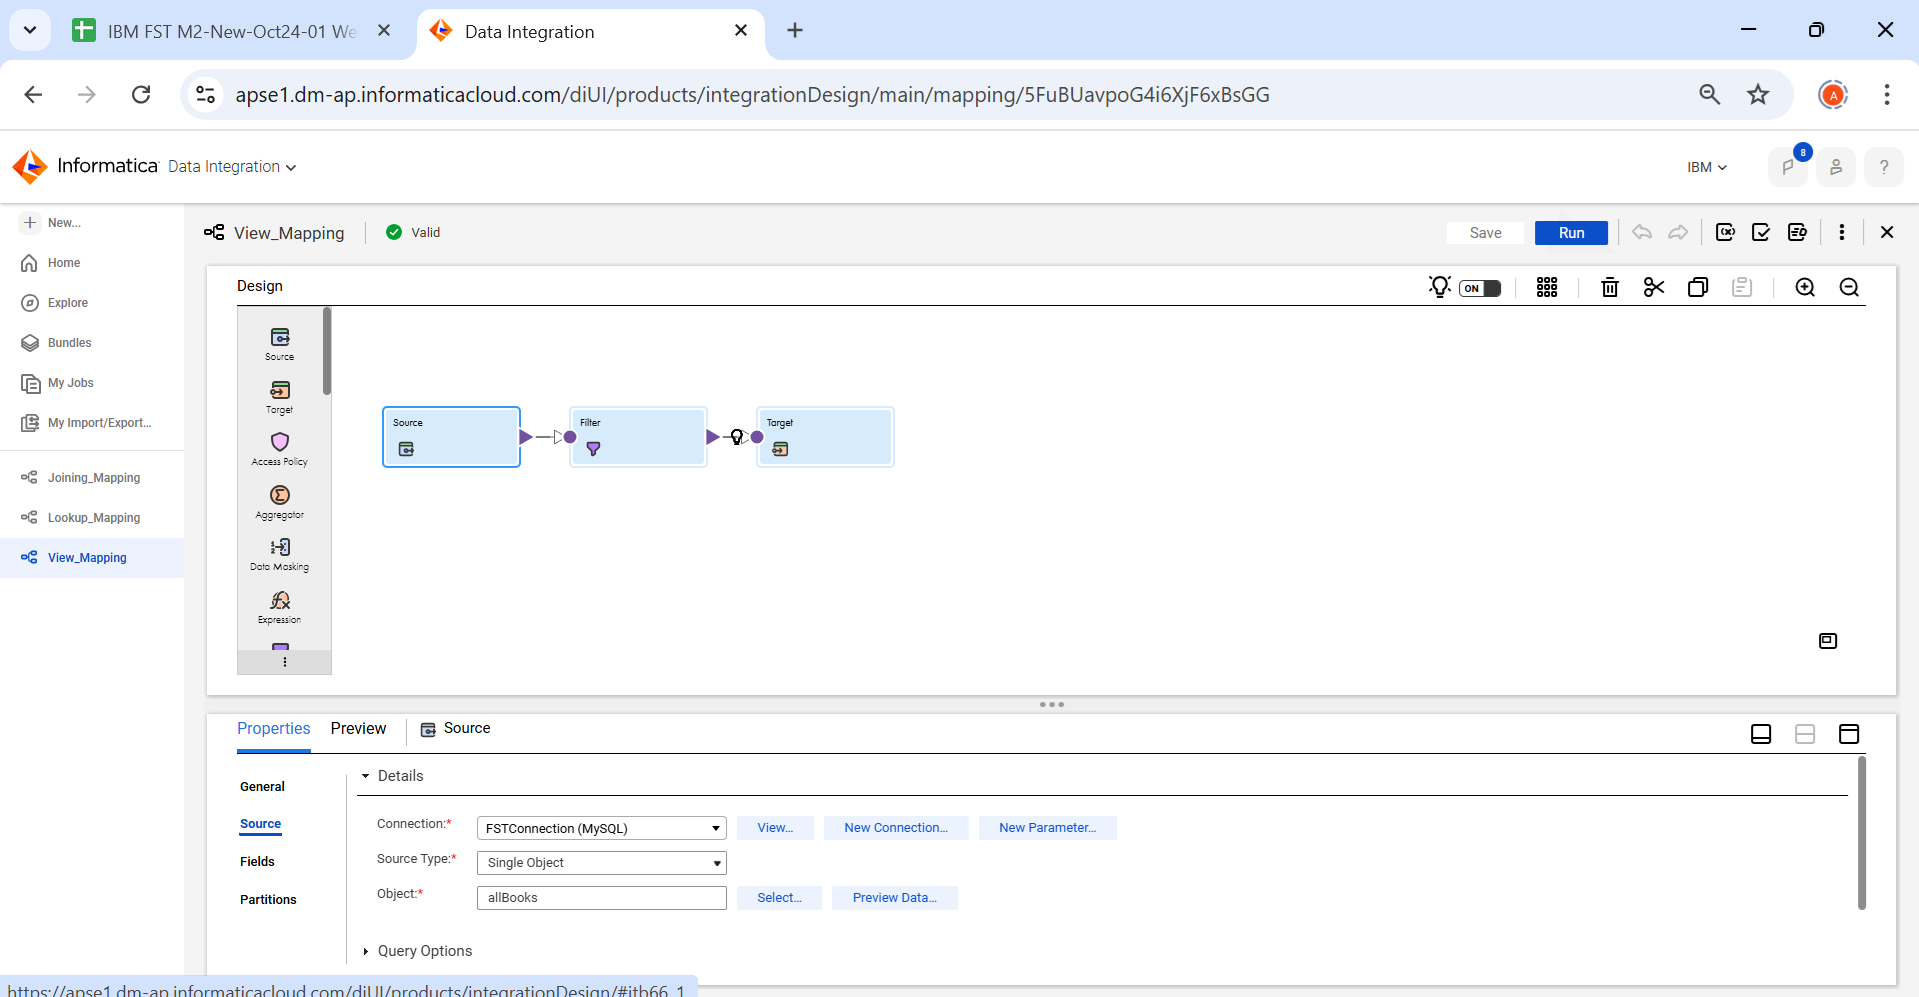 IBM FST M2-New-Oct24-01 We
Data Integration
apse1.dm-ap.informaticacloud.com/diUI/products/integrationDesign/main/mapping/5FuBUavpoG4i6XjF6xBsGG
A
Informatica Data Integration
IBM
8
?
New...
Home
Explore
Bundles
My Jobs
My Import/Export...
Joining_Mapping
Lookup_Mapping
View_Mapping
View_Mapping
Valid
Save
Run
Design
ON
Source
Target
Access Policy
Aggregator
Data Masking
Expression
Source
Filter
Target
Properties
Preview
Source
General
Source
Fields
Partitions
Details
Connection:*
FSTConnection (MySQL)
View...
New Connection...
New Parameter...
Source Type:*
Single Object
Object:*
allBooks
Select...
Preview Data...
Query Options
https://apse1.dm-ap.informaticacloud.com/diUI/products/integrationDesign/#itb66_1